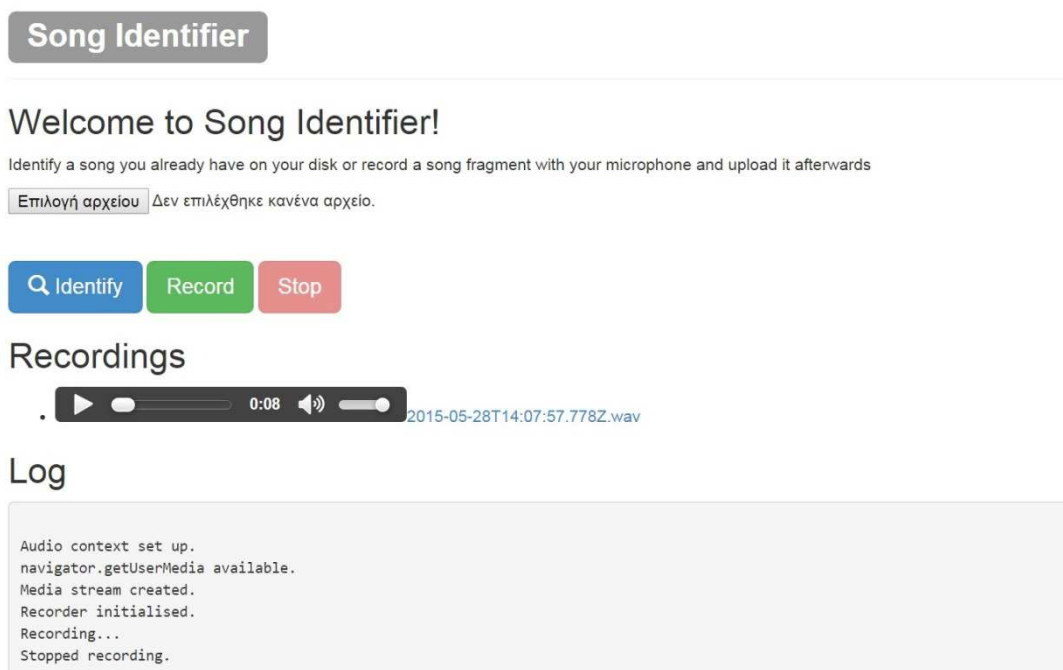 Song Identifier
Welcome to Song Identifier!
Identify a song you already have on your disk or record a song fragment with your microphone and upload it afterwards
Επιλογή αρχείου Δεν επιλέχθηκε κανένα αρχείο.
Identify Record Stop
Recordings
0:08 2015-05-28T14:07:57.778Z.wav
Log
Audio context set up.
navigator.getUserMedia available.
Media stream created.
Recorder initialised.
Recording...
Stopped recording.